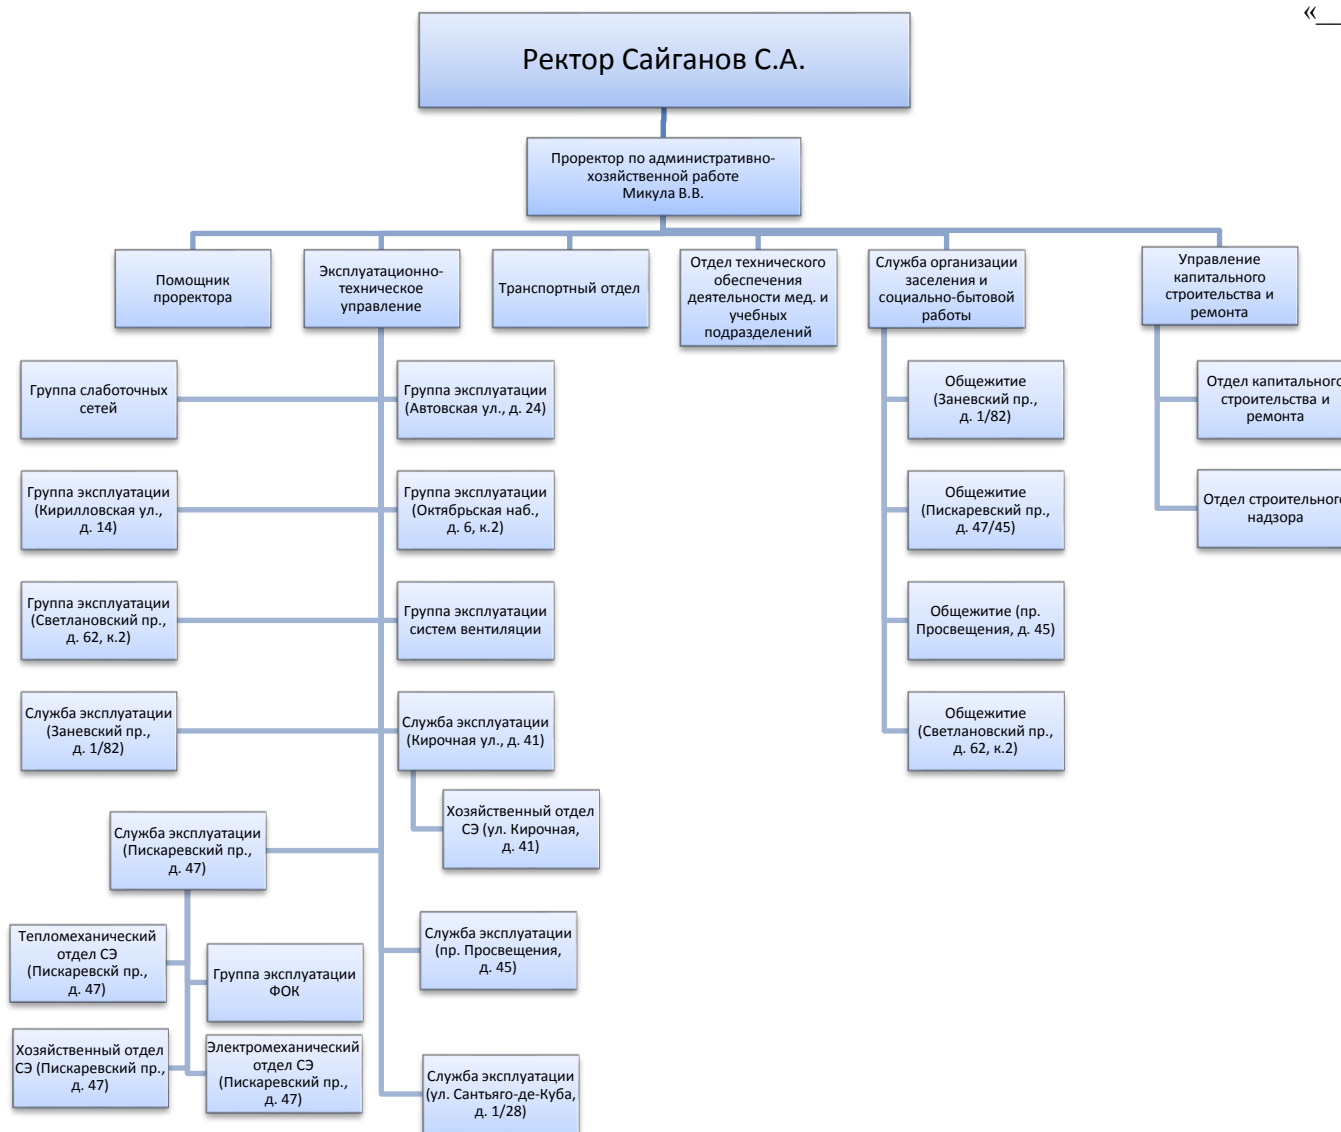 «__
Ректор Сайганов С.А.
Проректор по административно-
хозяйственной работе
Микула В.В.
Помощник
проректора
Эксплуатационно-
техническое
управление
Транспортный отдел
Отдел технического
обеспечения
деятельности мед. и
учебных
подразделений
Служба организации
заселения и
социально-бытовой
работы
Управление
капитального
строительства и
ремонта
Группа слаботочных
сетей
Группа эксплуатации
(Автовская ул., д. 24)
Общежитие
(Заневский пр.,
д. 1/82)
Отдел капитального
строительства и
ремонта
Группа эксплуатации
(Кирилловская ул.,
д. 14)
Группа эксплуатации
(Октябрьская наб.,
д. 6, к.2)
Общежитие
(Пискаревский пр.,
д. 47/45)
Отдел строительного
надзора
Группа эксплуатации
(Светлановский пр.,
д. 62, к.2)
Группа эксплуатации
систем вентиляции
Общежитие (пр.
Просвещения, д. 45)
Служба эксплуатации
(Заневский пр.,
д. 1/82)
Служба эксплуатации
(Кирочная ул., д. 41)
Общежитие
(Светлановский пр.,
д. 62, к.2)
Хозяйственный отдел
СЭ (ул. Кирочная,
д. 41)
Служба эксплуатации
(Пискаревский пр.,
д. 47)
Тепломеханический
отдел СЭ
(Пискаревскй пр.,
д. 47)
Группа эксплуатации
ФОК
Служба эксплуатации
(пр. Просвещения,
д. 45)
Хозяйственный отдел
СЭ (Пискаревский пр.,
д. 47)
Электромеханический
отдел СЭ
(Пискаревский пр.,
д. 47)
Служба эксплуатации
(ул. Сантьяго-де-Куба,
д. 1/28)